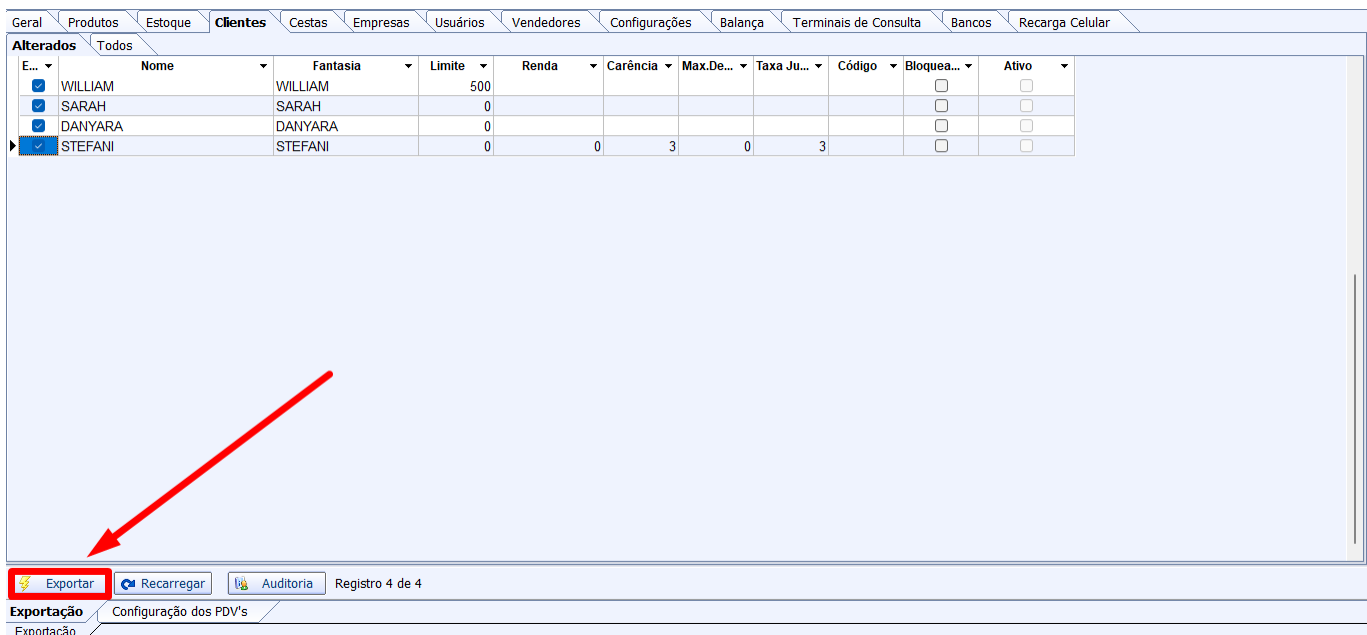 Geral Produtos Estoque Clientes Cestas Empresas Usuários Vendedores Configurações Balança Terminais de Consulta Bancos Recarga Celular
Alterados Todos
E... Nome Fantasia Limite Renda Carência Max.De... Taxa Ju... Código Bloquea... Ativo
WILLIAM WILLIAM 500
SARAH SARAH 0
DANYARA DANYARA 0
STEFANI STEFANI 0 0 3 0 3
Exportar Recarregar Auditoria Registro 4 de 4
Exportação Configuração dos PDV's
Exportação